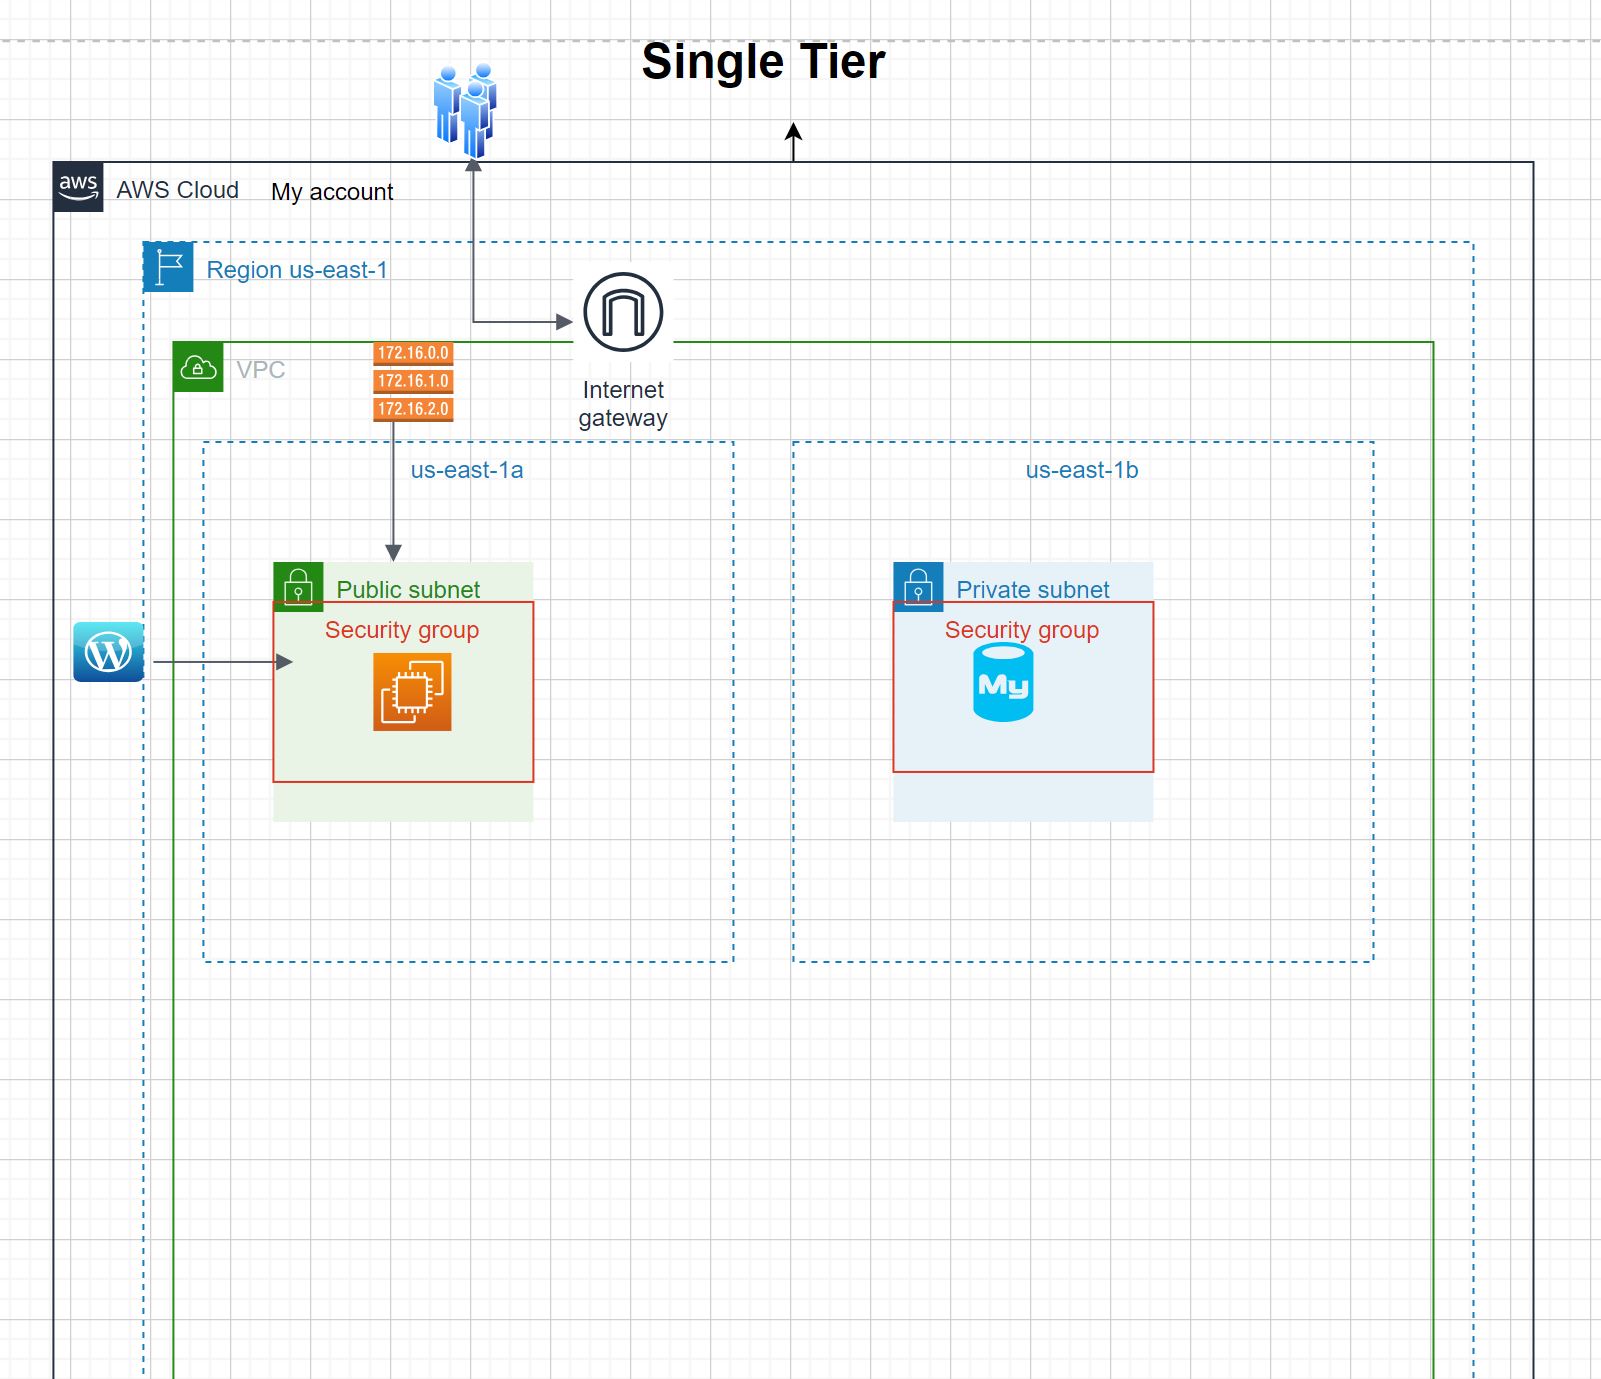 Single Tier
aws
AWS Cloud
My account
Region us-east-1
VPC
172.16.0.0
172.16.1.0
172.16.2.0
Internet
gateway
us-east-1a
us-east-1b
Public subnet
Private subnet
Security group
Security group
W
My